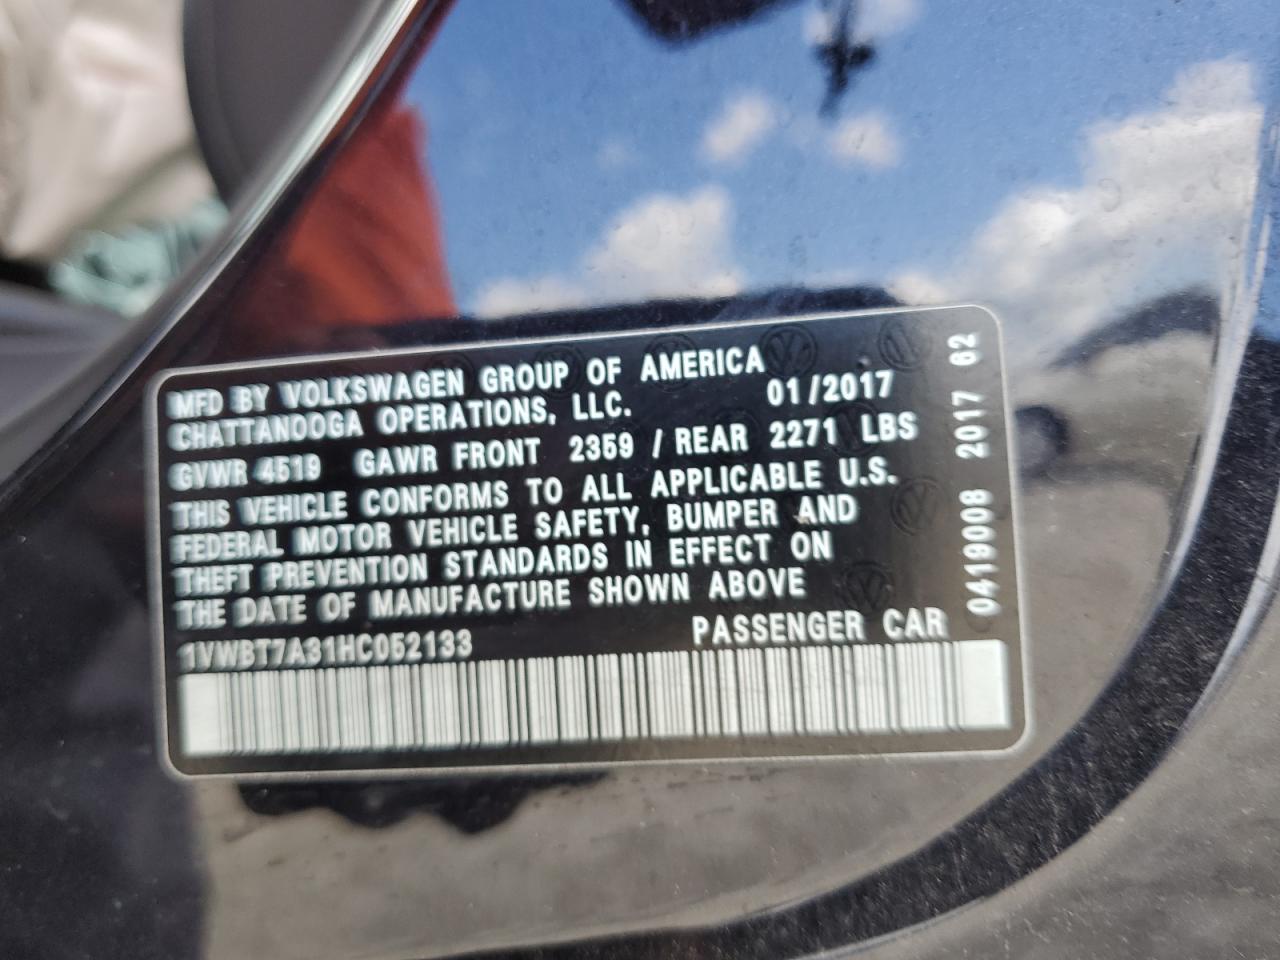 MFD BY VOLKSWAGEN GROUP OF AMERICA
CHATTANOOGA OPERATIONS, LLC. 01/2017
GVWR 4519 GAWR FRONT 2359 / REAR 2271 LBS
THIS VEHICLE CONFORMS TO ALL APPLICABLE U.S.
FEDERAL MOTOR VEHICLE SAFETY, BUMPER AND
THEFT PREVENTION STANDARDS IN EFFECT ON
THE DATE OF MANUFACTURE SHOWN ABOVE
1VWBT7A31HC052133 PASSENGER CAR
0419008 2017 62